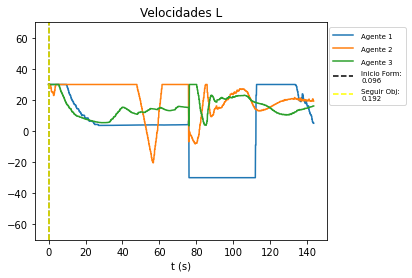 Velocidades L
60
40
20
0
−20
−40
−60
0 20 40 60 80 100 120 140
t (s)
Agente 1
Agente 2
Agente 3
Inicio Form:
0.096
Seguir Obj:
0.192